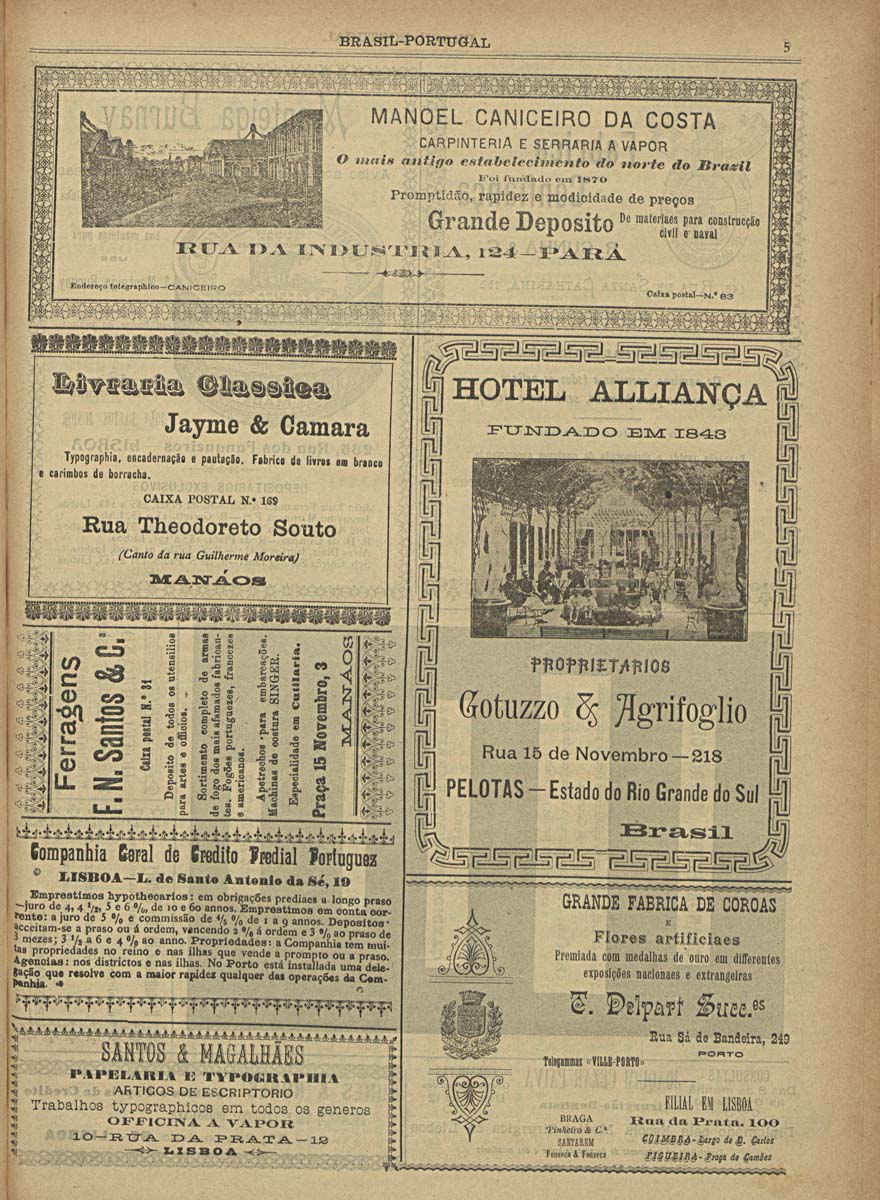 BRASIL-PORTUGAL
5
MANOEL CANICEIRO DA COSTA
CARPINTERIA E SERRARIA A VAPOR
O mais antigo estabelecimento do norte do Brazil
Foi fundado em 1870
Promptidão, rapidez e modicidade de preços
Grande Deposito De materiaes para construcção
civil e naval
RUA DA INDUSTRIA, 124—PARÁ
Endereço telegraphico—CANICEIRO
Caixa postal—N.º 83
Livraria Classica
Jayme & Camara
Typographia, encadernação e pautação. Fabrico de livros em branco
e carimbos de borracha.
CAIXA POSTAL N.º 169
Rua Theodoreto Souto
(Canto da rua Guilherme Moreira)
MANÁOS
HOTEL ALLIANÇA
FUNDADO EM 1843
PROPRIETARIOS
Gotuzzo & Agrifoglio
Rua 15 de Novembro—218
PELOTAS—Estado do Rio Grande do Sul
Brasil
Ferragens
F. N. Santos & C.ª
Caixa postal N.º 31
Deposito de todos os utensilios
para artes e officios.
Sortimento completo de armas
de fogo dos mais afamados fabrican-
tes. Fogões portuguezes, francezes
e americanos.
Apetrechos para embarcações.
Machinas de costura SINGER.
Especialidade em Cutilaria.
Praça 15 Novembro, 3
MANÁOS
Companhia Geral de Credito Predial Portuguez
LISBOA—L. de Santo Antonio da Sé, 19
Emprestimos hypothecarios: em obrigações prediaes a longo praso
—juro de 4, 4 1/2, 5 e 6 %, de 10 e 60 annos. Emprestimos em conta cor-
rente: a juro de 5 % e commissão de 1/5 % de 1 a 9 annos. Depositos:
acceitam-se a praso ou á ordem, vencendo 2 % á ordem e 3 % ao praso de
3 mezes; 3 1/2 a 6 e 4 % ao anno. Propriedades: a Companhia tem mui-
tas propriedades no reino e nas ilhas que vende a prompto ou a praso.
Agencias: nos districtos e nas ilhas. No Porto está installada uma dele-
gação que resolve com a maior rapidez qualquer das operações da Com-
panhia.
SANTOS & MAGALHÃES
PAPELARIA E TYPOGRAPHIA
ARTIGOS DE ESCRIPTORIO
Trabalhos typographicos em todos os generos
OFFICINA A VAPOR
10—RUA DA PRATA—12
LISBOA
GRANDE FABRICA DE COROAS
E
Flores artificiaes
Premiada com medalhas de ouro em differentes
exposições nacionaes e extrangeiras
T. Delpart Succ.es
Rua Sá de Bandeira, 249
PORTO
Telegammas «VILLE-PORTO»
FILIAL EM LISBOA
Rua da Prata, 100
COIMBRA-Largo de D. Carlos
FIGUEIRA-Praça de Camões
BRAGA
Pinheiro & C.ª
SANTAREM
Fonseca & Fonseca